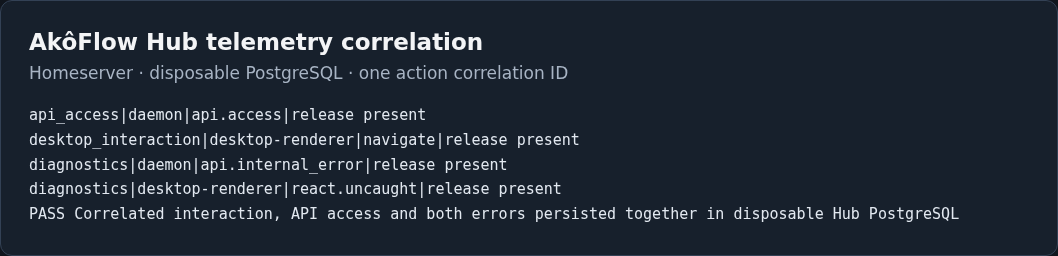 AkôFlow Hub telemetry correlation
Homeserver · disposable PostgreSQL · one action correlation ID
api_access|daemon|api.access|release present
desktop_interaction|desktop-renderer|navigate|release present
diagnostics|daemon|api.internal_error|release present
diagnostics|desktop-renderer|react.uncaught|release present
PASS Correlated interaction, API access and both errors persisted together in disposable Hub PostgreSQL